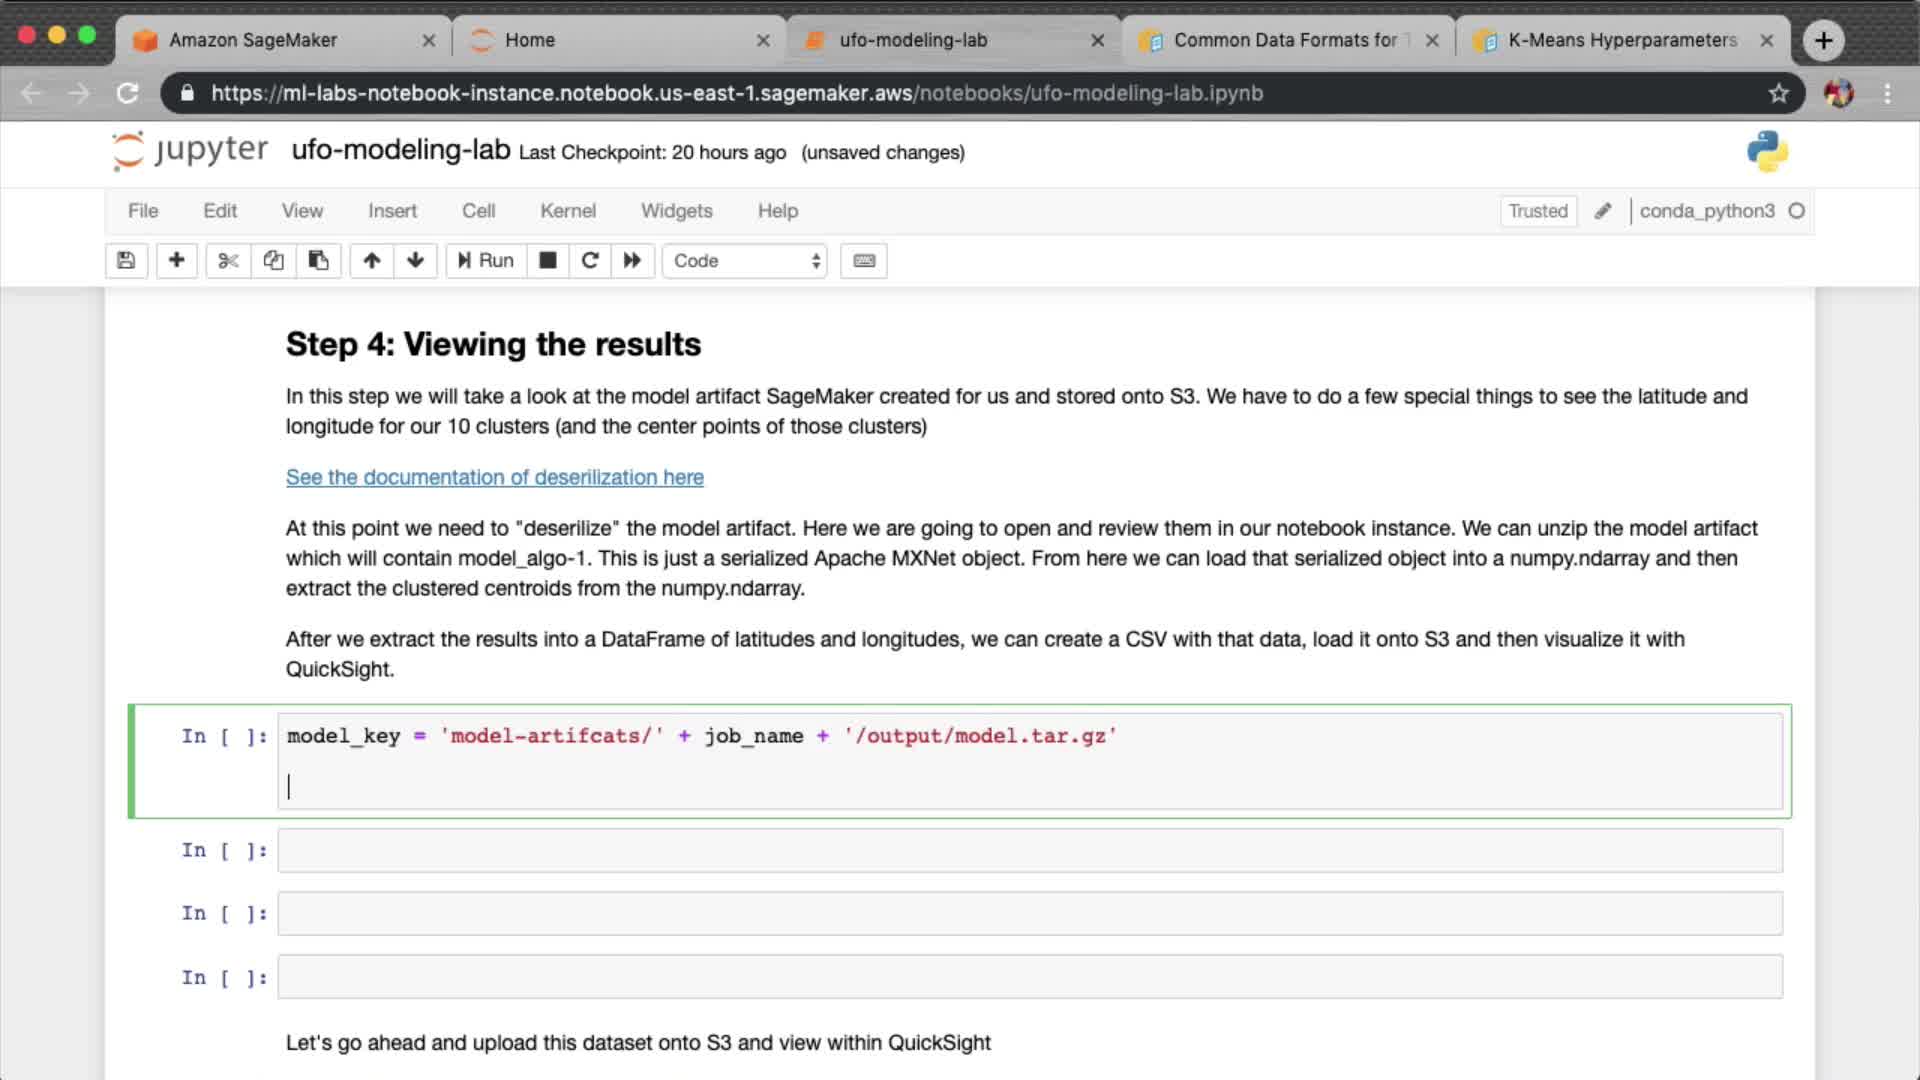 Amazon SageMaker
Home
ufo-modeling-lab
Common Data Formats for
K-Means Hyperparameters
https://ml-labs-notebook-instance.notebook.us-east-1.sagemaker.aws/notebooks/ufo-modeling-lab.ipynb
jupyter ufo-modeling-lab Last Checkpoint: 20 hours ago (unsaved changes)
File Edit View Insert Cell Kernel Widgets Help Trusted conda_python3
Run Code
Step 4: Viewing the results
In this step we will take a look at the model artifact SageMaker created for us and stored onto S3. We have to do a few special things to see the latitude and
longitude for our 10 clusters (and the center points of those clusters)
See the documentation of deserilization here
At this point we need to "deserilize" the model artifact. Here we are going to open and review them in our notebook instance. We can unzip the model artifact
which will contain model_algo-1. This is just a serialized Apache MXNet object. From here we can load that serialized object into a numpy.ndarray and then
extract the clustered centroids from the numpy.ndarray.
After we extract the results into a DataFrame of latitudes and longitudes, we can create a CSV with that data, load it onto S3 and then visualize it with
QuickSight.
In [ ]: model_key = 'model-artifcats/' + job_name + '/output/model.tar.gz'
In [ ]:
In [ ]:
In [ ]:
Let's go ahead and upload this dataset onto S3 and view within QuickSight